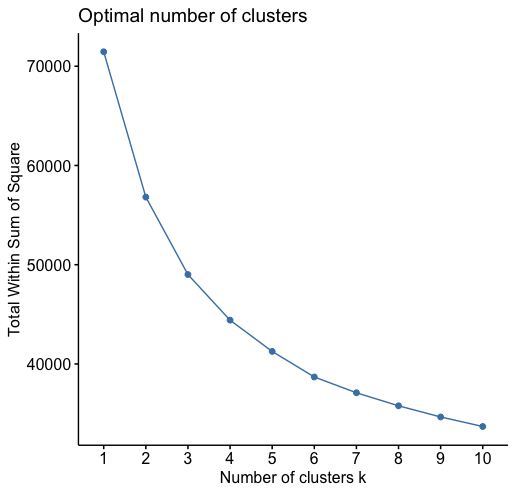 Optimal number of clusters
Total Within Sum of Square
70000
60000
50000
40000
1 2 3 4 5 6 7 8 9 10
Number of clusters k